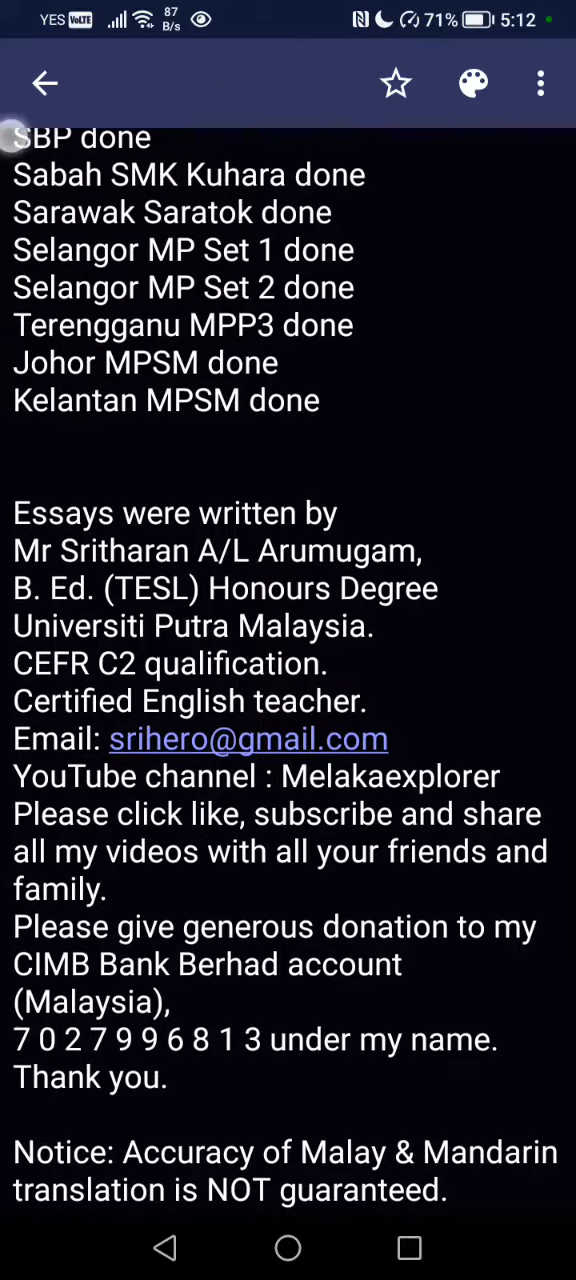 YES VoLTE 87 B/s 71% 5:12
SBP done
Sabah SMK Kuhara done
Sarawak Saratok done
Selangor MP Set 1 done
Selangor MP Set 2 done
Terengganu MPP3 done
Johor MPSM done
Kelantan MPSM done
Essays were written by
Mr Sritharan A/L Arumugam,
B. Ed. (TESL) Honours Degree
Universiti Putra Malaysia.
CEFR C2 qualification.
Certified English teacher.
Email: srihero@gmail.com
YouTube channel : Melakaexplorer
Please click like, subscribe and share
all my videos with all your friends and
family.
Please give generous donation to my
CIMB Bank Berhad account
(Malaysia),
7 0 2 7 9 9 6 8 1 3 under my name.
Thank you.
Notice: Accuracy of Malay & Mandarin
translation is NOT guaranteed.